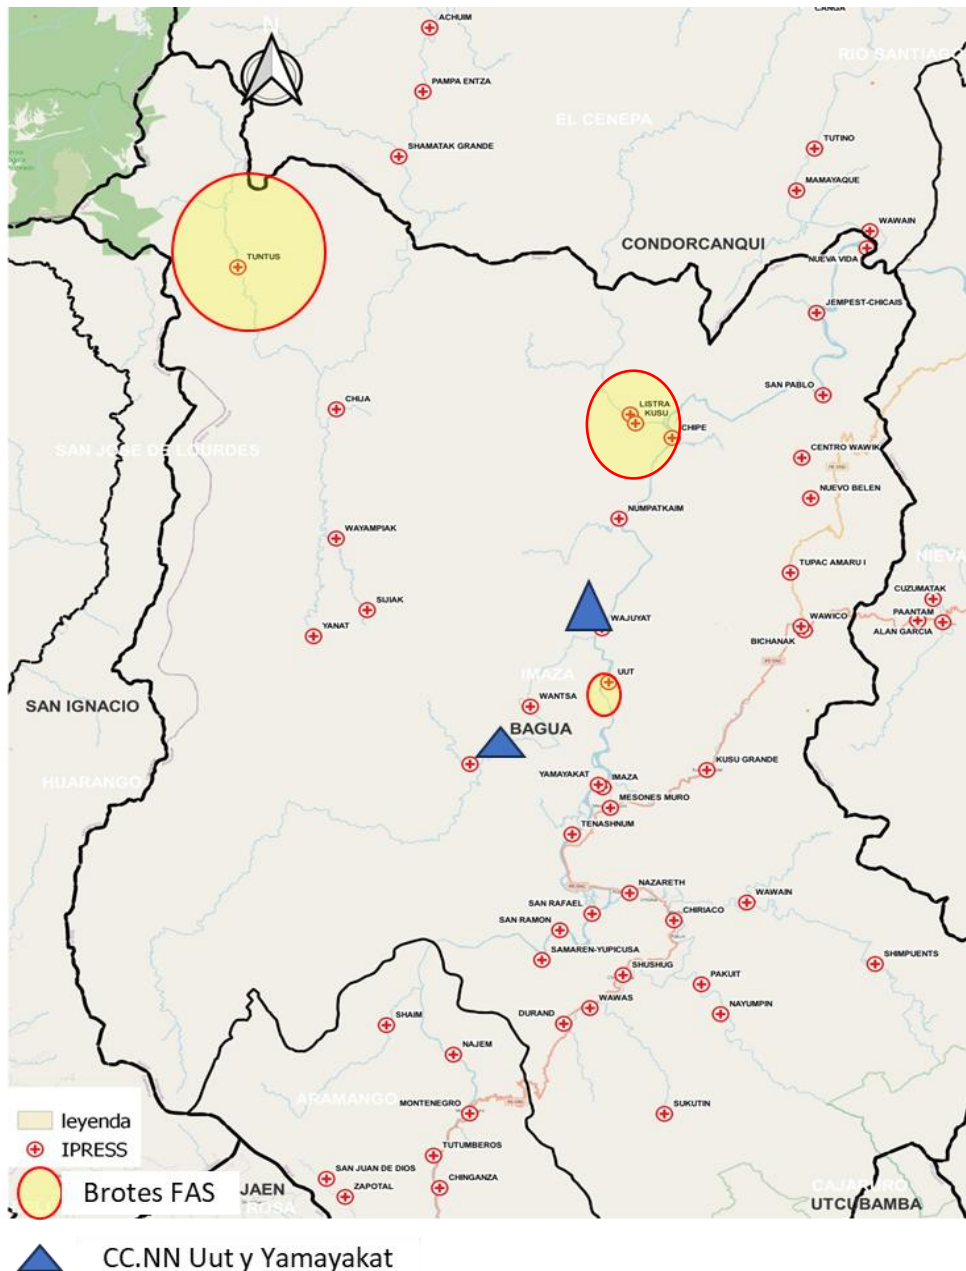 CANGA
ACHUIM
N
RIO SANTIAGO
PAMPA ENTZA
EL CENEPA
TUTINO
SHAMATAK GRANDE
MAMAYAQUE
WAWAIN
CONDORCANQUI
NUEVA VIDA
TUNTUS
JEMPEST-CHICAIS
SAN PABLO
CHIJA
LISTRA
KUSU
CHIPE
SAN JOSE DE LOURDES
CENTRO WAWIK
NUEVO BELEN
NUMPATKAIM
WAYAMPIAK
NIEVA
TUPAC AMARU I
CUZUMATAK
SIJIAK
PAANTAM
WAJUYAT
WAWICO
YANAT
BICHANAK
ALAN GARCIA
IMAZA
UUT
WANTSA
SAN IGNACIO
BAGUA
KUSU GRANDE
HUARANGO
YAMAYAKAT
IMAZA
MESONES MURO
TENASHNUM
NAZARETH
WAWAIN
SAN RAFAEL
CHIRIACO
SAN RAMON
SAMAREN-YUPICUSA
SHIMPUENTS
SHUSHUG
PAKUIT
WAWAS
NAYUMPIN
SHAIM
DURAND
NAJEM
ARAMANGO
MONTENEGRO
SUKUTIN
leyenda
IPRESS
TUTUMBEROS
SAN JUAN DE DIOS
CHINGANZA
CAJARURO
Brotes FAS
JAEN
ZAPOTAL
ROSA
UTCUBAMBA
CC.NN Uut y Yamayakat